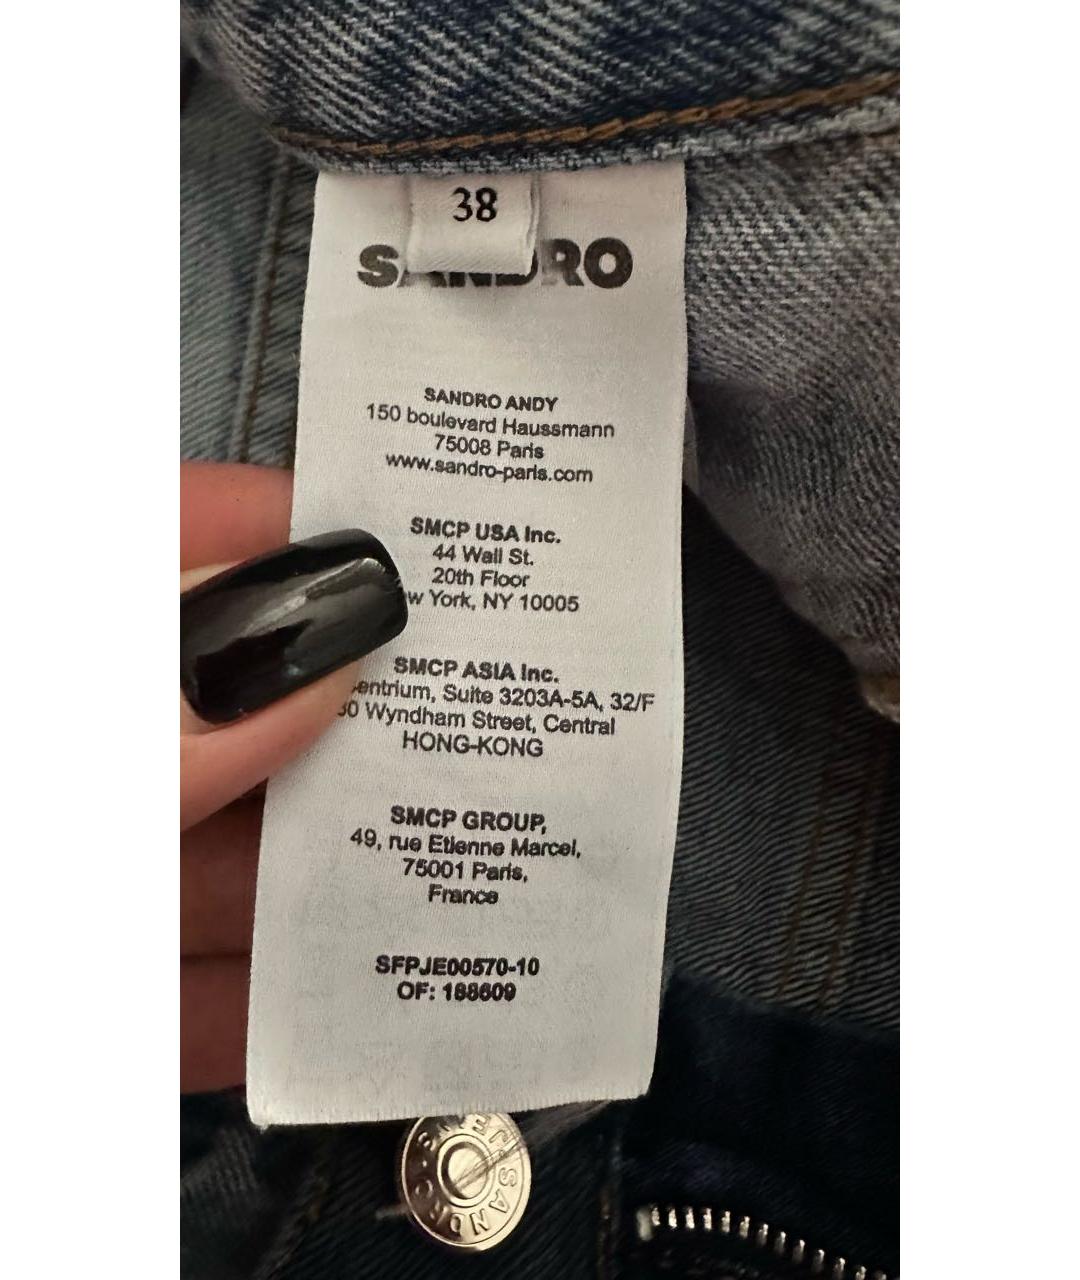 38
SANDRO
SANDRO ANDY
150 boulevard Haussmann
75008 Paris
www.sandro-paris.com
SMCP USA Inc.
44 Wall St.
20th Floor
w York, NY 10005
SMCP ASIA Inc.
entrium, Suite 3203A-5A, 32/F
60 Wyndham Street, Central
HONG-KONG
SMCP GROUP,
49, rue Etienne Marcel,
75001 Paris,
France
SFPJE00570-10
OF: 188609
SANDRO